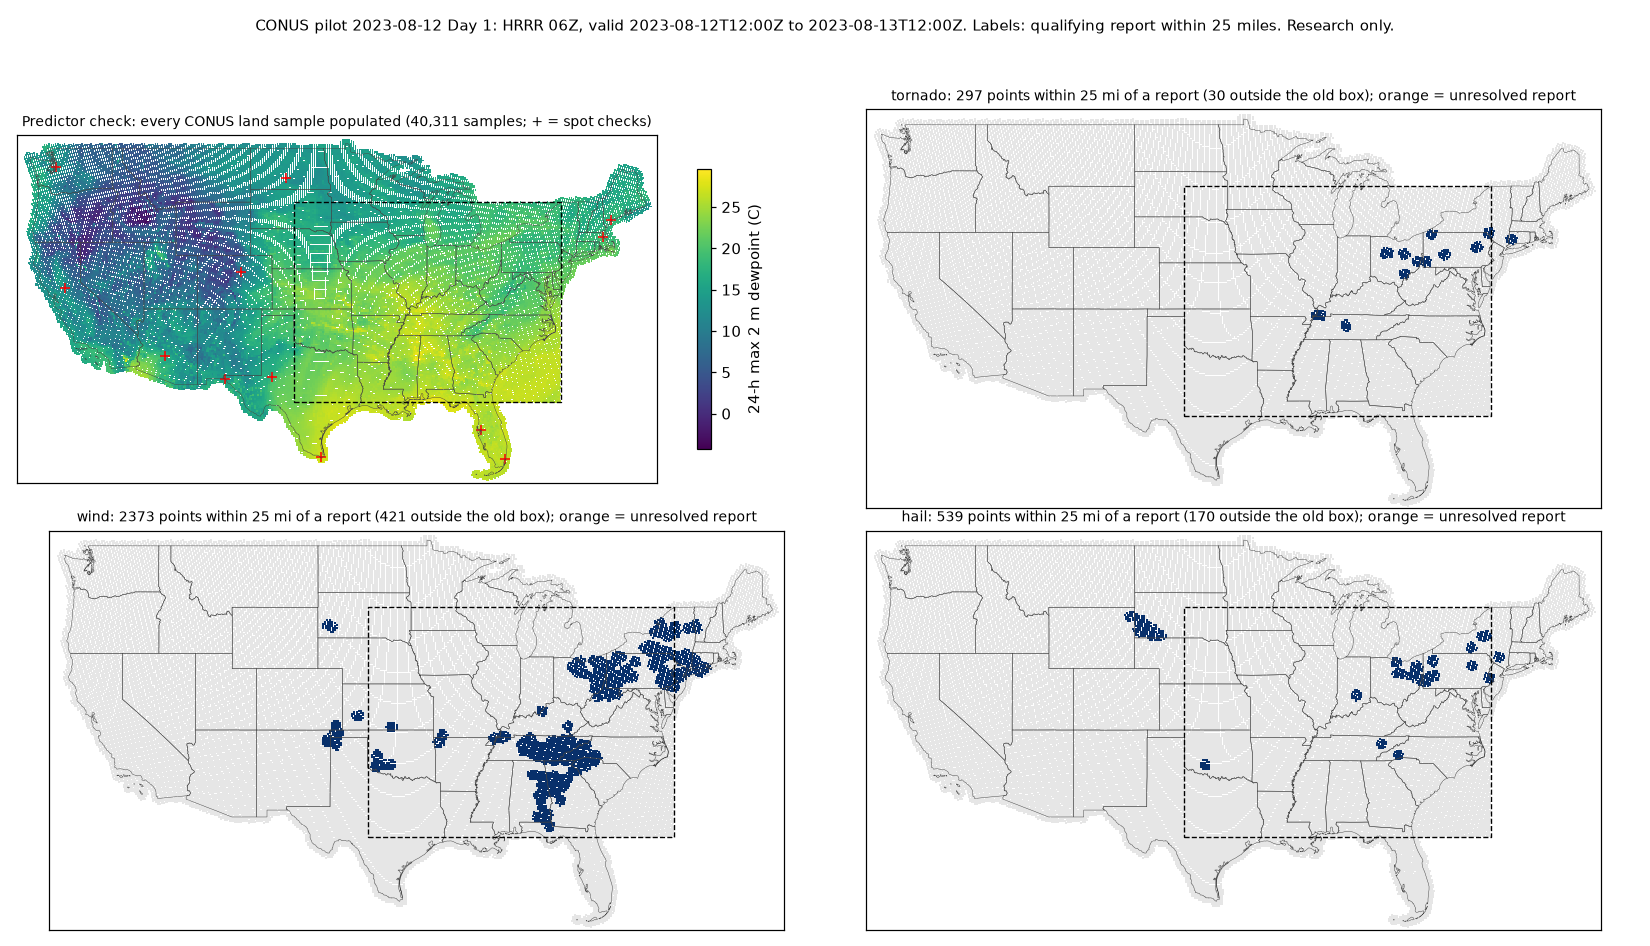 CONUS pilot 2023-08-12 Day 1: HRRR 06Z, valid 2023-08-12T12:00Z to 2023-08-13T12:00Z. Labels: qualifying report within 25 miles. Research only.
Predictor check: every CONUS land sample populated (40,311 samples; + = spot checks)
25
20
15
10
5
0
24-h max 2 m dewpoint (C)
tornado: 297 points within 25 mi of a report (30 outside the old box); orange = unresolved report
wind: 2373 points within 25 mi of a report (421 outside the old box); orange = unresolved report
hail: 539 points within 25 mi of a report (170 outside the old box); orange = unresolved report